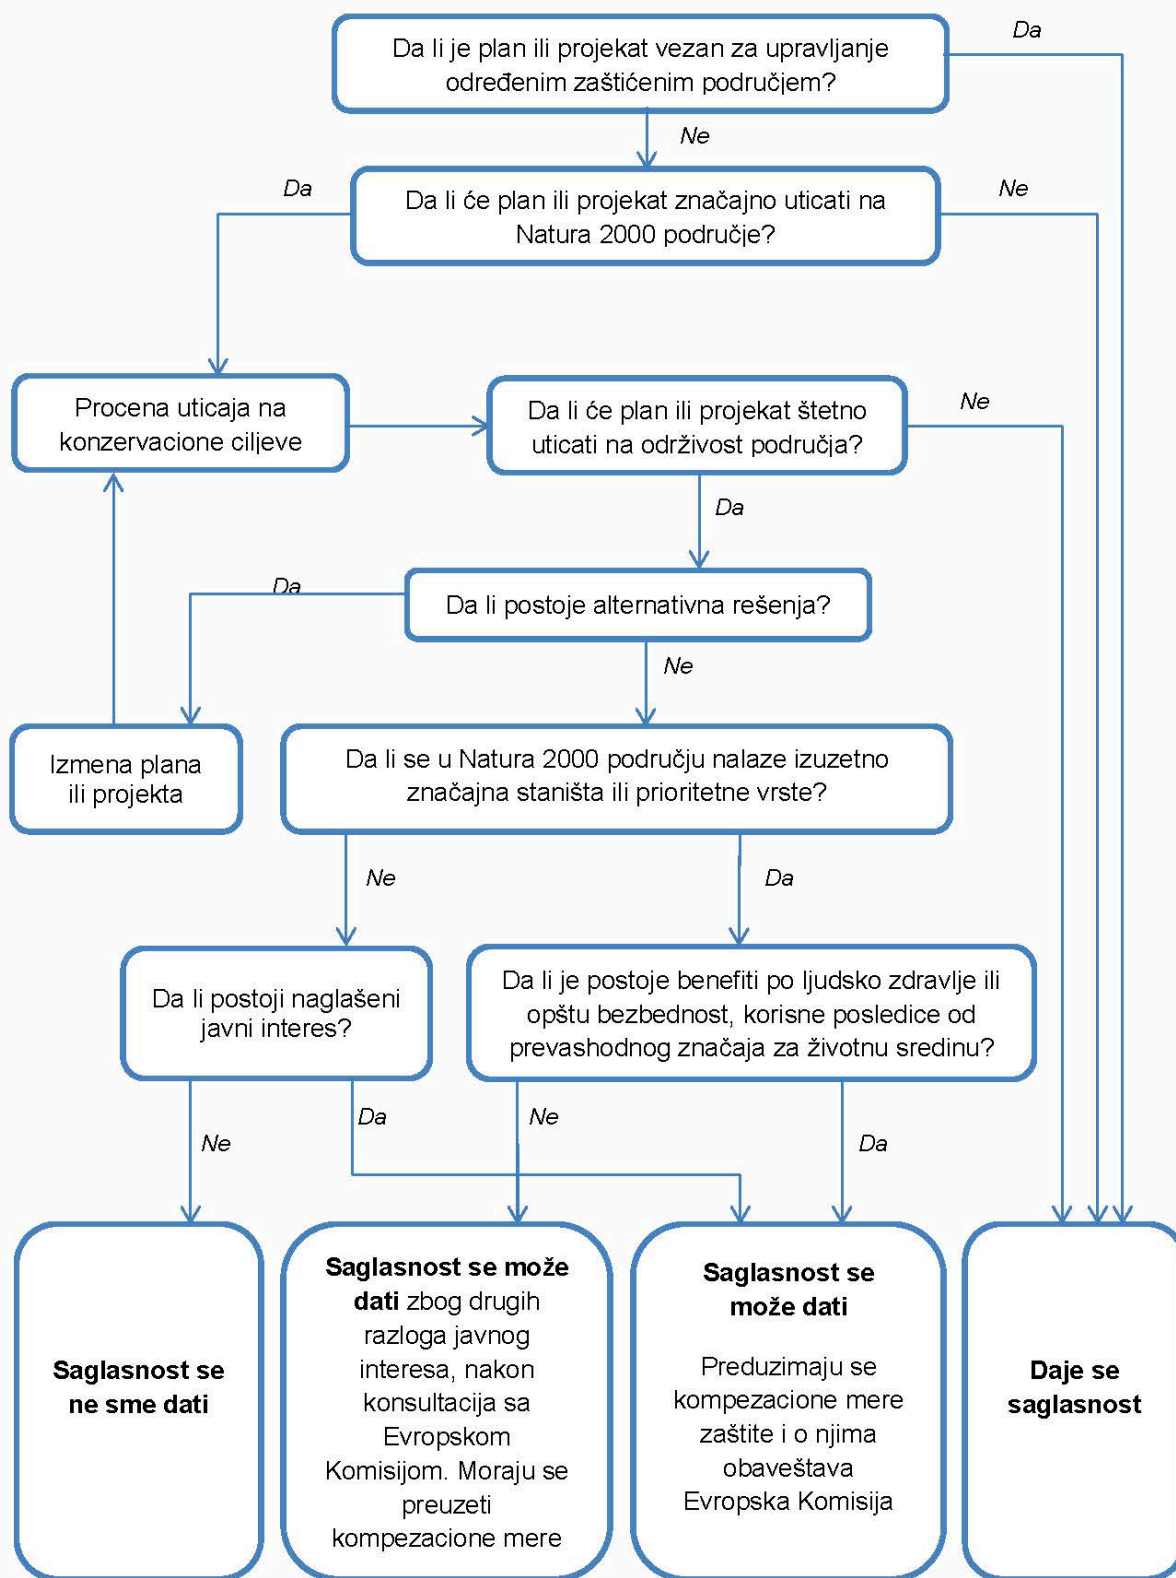 Da li je plan ili projekat vezan za upravljanje
određenim zaštićenim područjem?
Da
Ne
Da li će plan ili projekat značajno uticati na
Natura 2000 područje?
Da
Ne
Procena uticaja na
konzervacione ciljeve
Da li će plan ili projekat štetno
uticati na održivost područja?
Ne
Da
Da li postoje alternativna rešenja?
Da
Ne
Izmena plana
ili projekta
Da li se u Natura 2000 području nalaze izuzetno
značajna staništa ili prioritetne vrste?
Ne
Da
Da li postoji naglašeni
javni interes?
Da li je postoje benefiti po ljudsko zdravlje ili
opštu bezbednost, korisne posledice od
prevashodnog značaja za životnu sredinu?
Ne
Da
Ne
Da
Saglasnost se
ne sme dati
Saglasnost se može
dati zbog drugih
razloga javnog
interesa, nakon
konsultacija sa
Evropskom
Komisijom. Moraju se
preuzeti
kompezacione mere
Saglasnost se
može dati
Preduzimaju se
kompezacione mere
zaštite i o njima
obaveštava
Evropska Komisija
Daje se
saglasnost